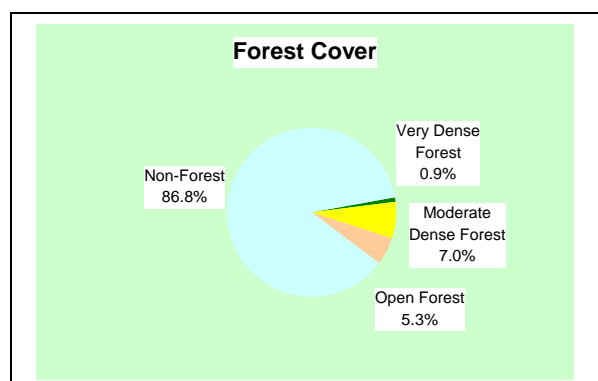 Forest Cover
Very Dense
Forest
0.9%
Non-Forest
86.8%
Moderate
Dense Forest
7.0%
Open Forest
5.3%